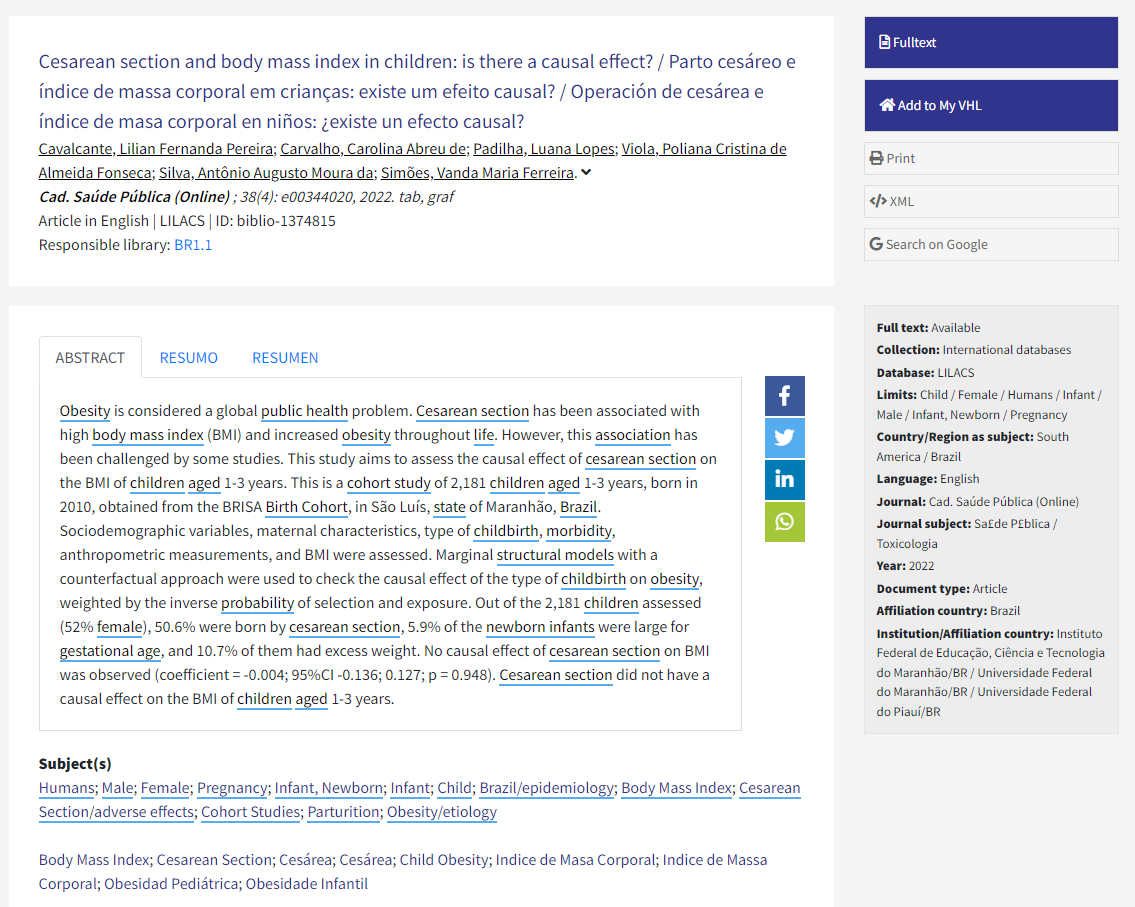 Cesarean section and body mass index in children: is there a causal effect? / Parto cesáreo e
índice de massa corporal em crianças: existe um efeito causal? / Operación de cesárea e
índice de masa corporal en niños: ¿existe un efecto causal?
Cavalcante, Lilian Fernanda Pereira; Carvalho, Carolina Abreu de; Padilha, Luana Lopes; Viola, Poliana Cristina de
Almeida Fonseca; Silva, Antônio Augusto Moura da; Simões, Vanda Maria Ferreira.
Cad. Saúde Pública (Online) ; 38(4): e00344020, 2022. tab, graf
Article in English | LILACS | ID: biblio-1374815
Responsible library: BR1.1
ABSTRACT
RESUMO
RESUMEN
Obesity is considered a global public health problem. Cesarean section has been associated with
high body mass index (BMI) and increased obesity throughout life. However, this association has
been challenged by some studies. This study aims to assess the causal effect of cesarean section on
the BMI of children aged 1-3 years. This is a cohort study of 2,181 children aged 1-3 years, born in
2010, obtained from the BRISA Birth Cohort, in São Luís, state of Maranhão, Brazil.
Sociodemographic variables, maternal characteristics, type of childbirth, morbidity,
anthropometric measurements, and BMI were assessed. Marginal structural models with a
counterfactual approach were used to check the causal effect of the type of childbirth on obesity,
weighted by the inverse probability of selection and exposure. Out of the 2,181 children assessed
(52% female), 50.6% were born by cesarean section, 5.9% of the newborn infants were large for
gestational age, and 10.7% of them had excess weight. No causal effect of cesarean section on BMI
was observed (coefficient = -0.004; 95%CI -0.136; 0.127; p = 0.948). Cesarean section did not have a
causal effect on the BMI of children aged 1-3 years.
Subject(s)
Humans; Male; Female; Pregnancy; Infant, Newborn; Infant; Child; Brazil/epidemiology; Body Mass Index; Cesarean
Section/adverse effects; Cohort Studies; Parturition; Obesity/etiology
Body Mass Index; Cesarean Section; Cesárea; Cesárea; Child Obesity; Indice de Masa Corporal; Indice de Massa
Corporal; Obesidad Pediátrica; Obesidade Infantil
Fulltext
Add to My VHL
Print
XML
Search on Google
Full text: Available
Collection: International databases
Database: LILACS
Limits: Child / Female / Humans / Infant /
Male / Infant, Newborn / Pregnancy
Country/Region as subject: South
America / Brazil
Language: English
Journal: Cad. Saúde Pública (Online)
Journal subject: Sa£de P£blica /
Toxicologia
Year: 2022
Document type: Article
Affiliation country: Brazil
Institution/Affiliation country: Instituto
Federal de Educação, Ciência e Tecnologia
do Maranhão/BR / Universidade Federal
do Maranhão/BR / Universidade Federal
do Piauí/BR